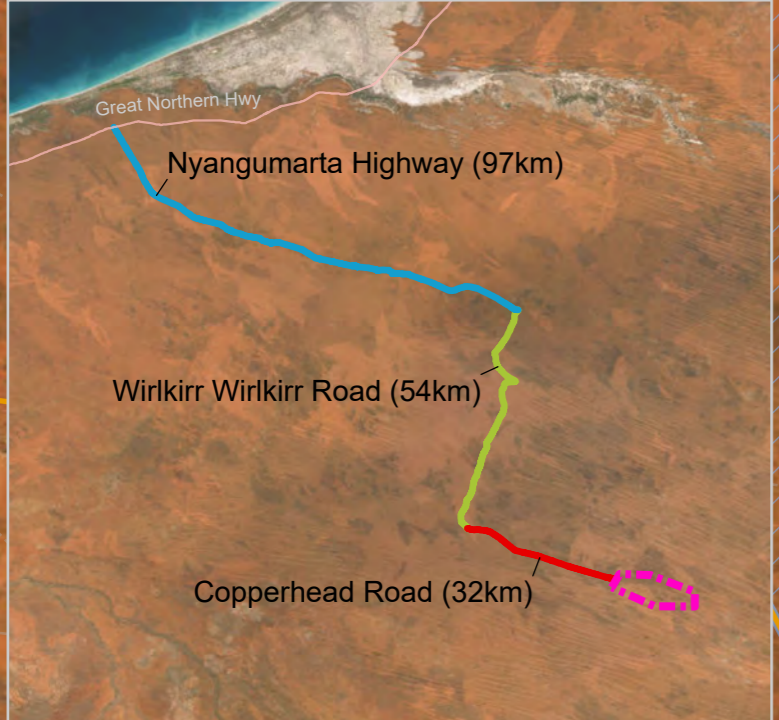 Great Northern Hwy
Nyangumarta Highway (97km)
Wirlkirr Wirlkirr Road (54km)
Copperhead Road (32km)